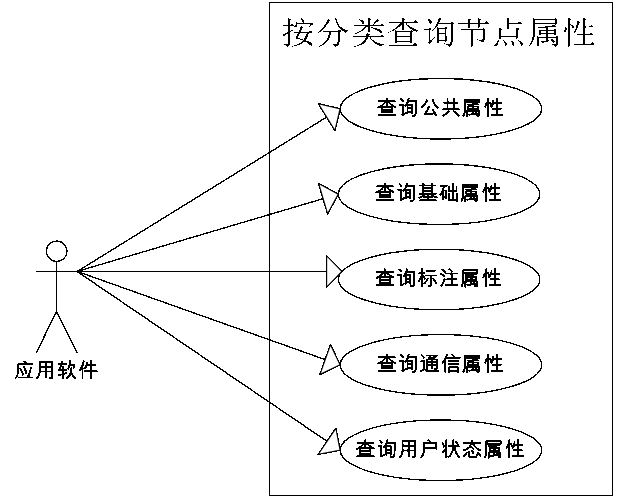 按分类查询节点属性
查询公共属性
查询基础属性
查询标注属性
查询通信属性
应用软件
查询用户状态属性